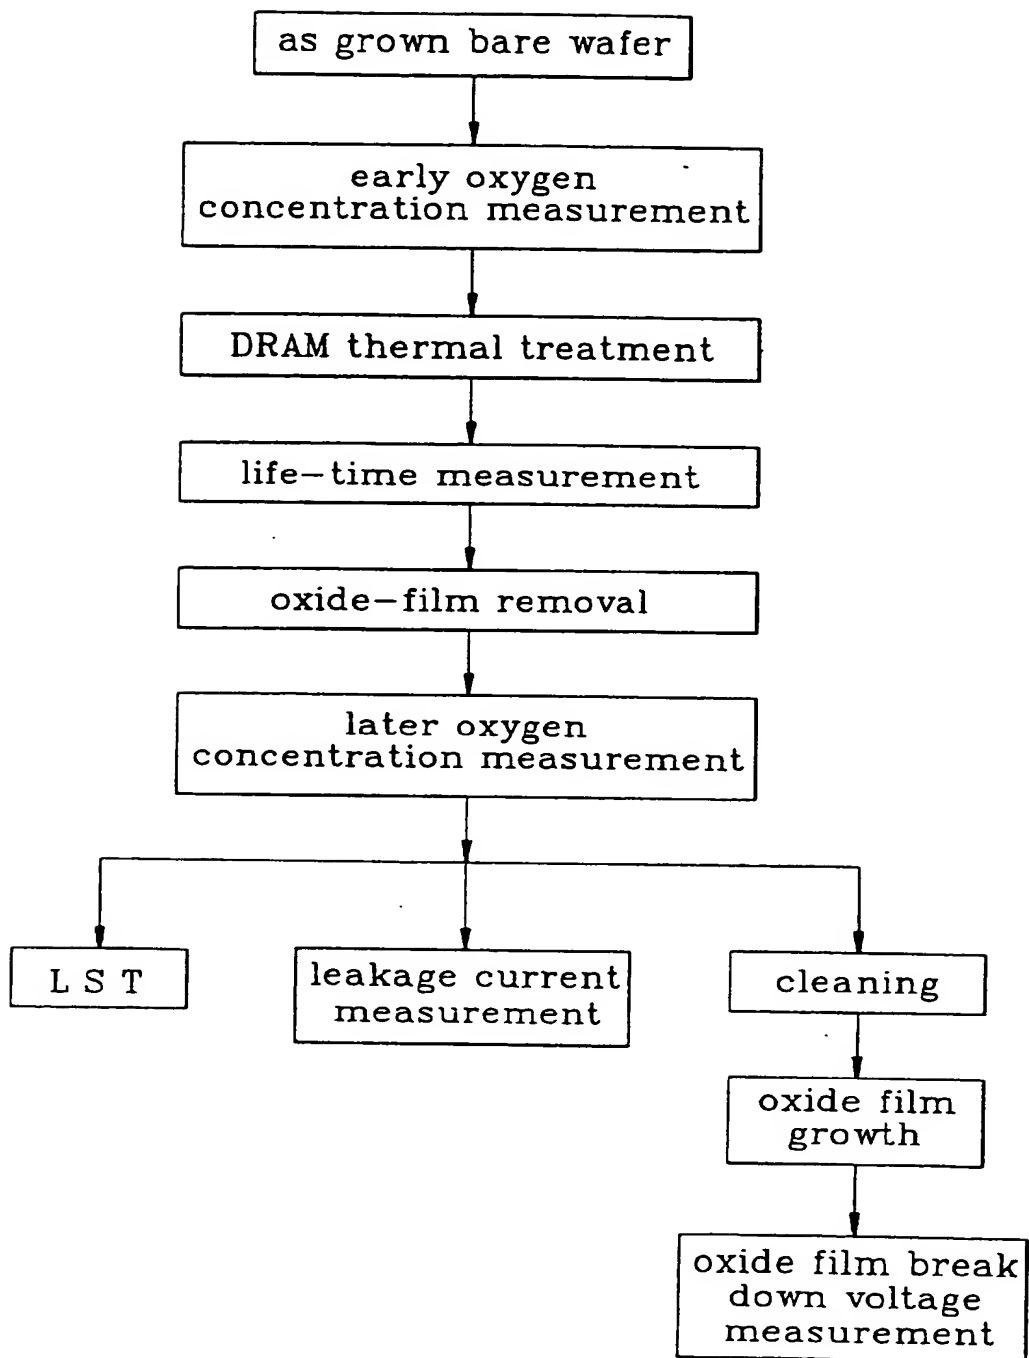 as grown bare wafer
early oxygen
concentration measurement
DRAM thermal treatment
life-time measurement
oxide-film removal
later oxygen
concentration measurement
L S T
leakage current
measurement
cleaning
oxide film
growth
oxide film break
down voltage
measurement